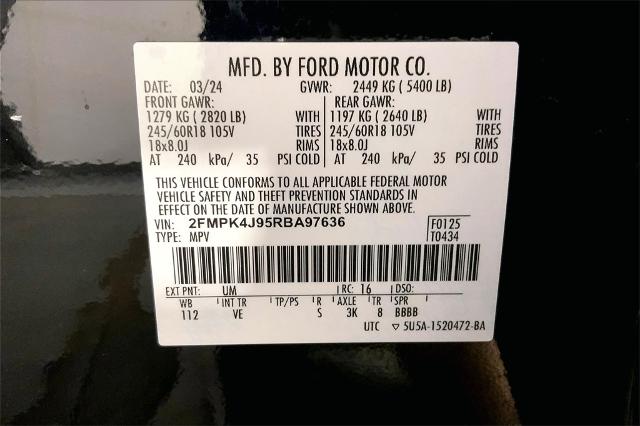 MFD. BY FORD MOTOR CO.
DATE: 03/24 GVWR: 2449 KG ( 5400 LB)
FRONT GAWR: REAR GAWR:
1279 KG ( 2820 LB) WITH 1197 KG ( 2640 LB) WITH
245/60R18 105V TIRES 245/60R18 105V TIRES
18x8.0J RIMS 18x8.0J RIMS
AT 240 kPa/ 35 PSI COLD AT 240 kPa/ 35 PSI COLD
THIS VEHICLE CONFORMS TO ALL APPLICABLE FEDERAL MOTOR
VEHICLE SAFETY AND THEFT PREVENTION STANDARDS IN
EFFECT ON THE DATE OF MANUFACTURE SHOWN ABOVE.
VIN: 2FMPK4J95RBA97636 F0125
TYPE: MPV T0434
EXT PNT: UM RC: 16 DSO:
WB INT TR TP/PS R AXLE TR SPR
112 VE S 3K 8 BBBB
UTC ▽ 5U5A-1520472-BA